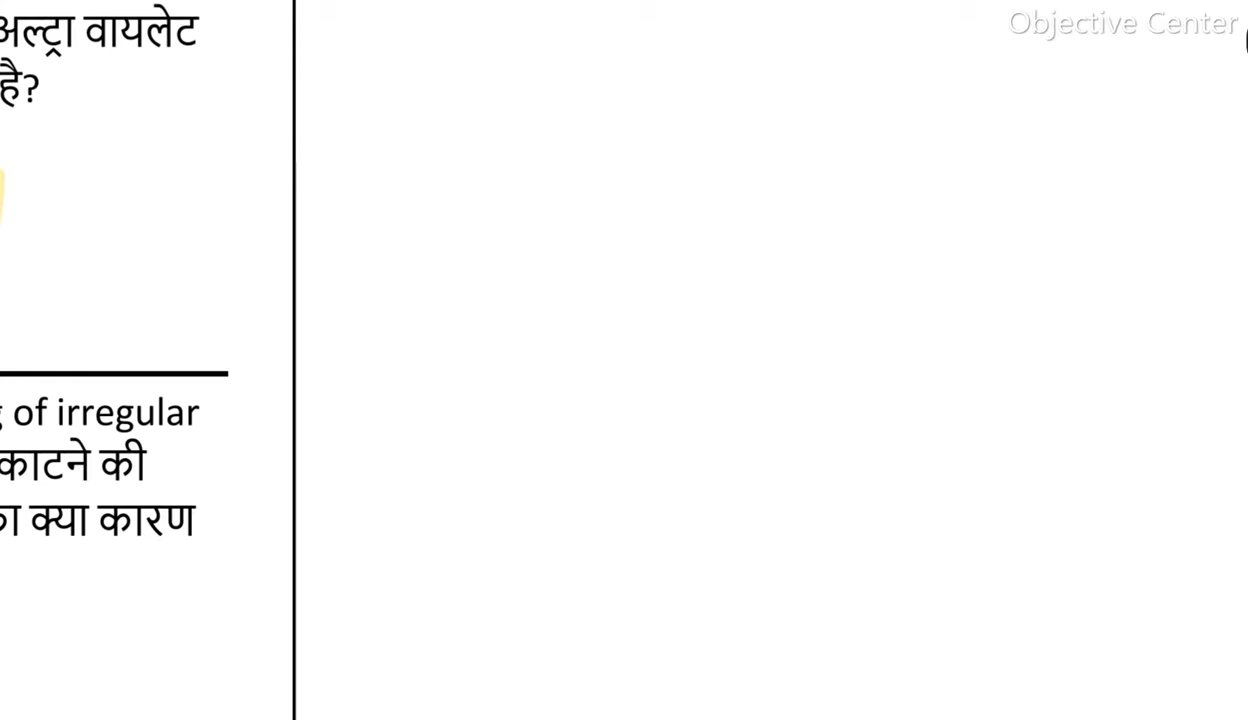 अल्ट्रा वायलेट
है?
of irregular
काटने की
क्या कारण
Objective Center